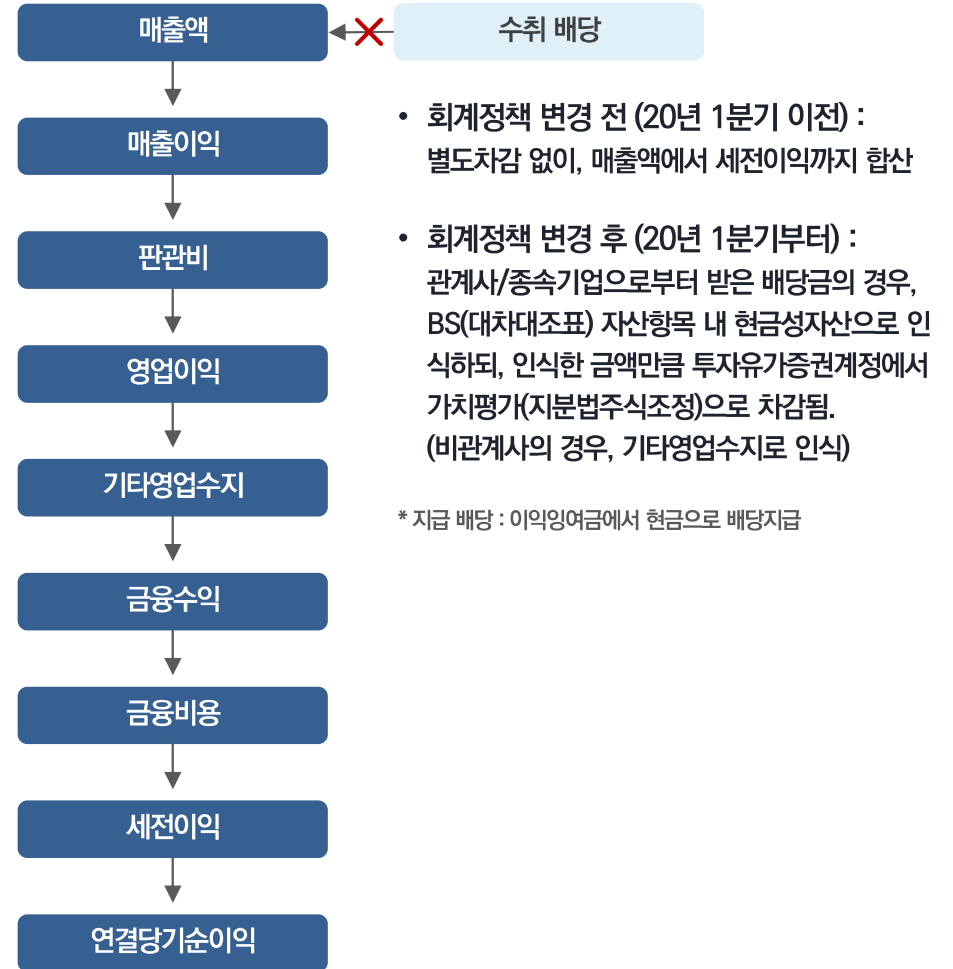 매출액
수취 배당
매출이익
판관비
영업이익
기타영업수지
금융수익
금융비용
세전이익
연결당기순이익
• 회계정책 변경 전 (20년 1분기 이전) :
별도차감 없이, 매출액에서 세전이익까지 합산
• 회계정책 변경 후 (20년 1분기부터) :
관계사/종속기업으로부터 받은 배당금의 경우,
BS(대차대조표) 자산항목 내 현금성자산으로 인
식하되, 인식한 금액만큼 투자유가증권계정에서
가치평가(지분법주식조정)으로 차감됨.
(비관계사의 경우, 기타영업수지로 인식)
* 지급 배당 : 이익잉여금에서 현금으로 배당지급